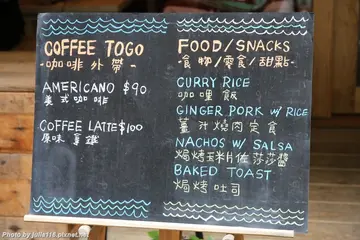 COFFEE TOGO
-咖啡外帶-
AMERICANO $90
美式咖啡
COFFEE LATTE $100
原味拿鐵
FOOD/SNACKS
-食物/零食/甜點-
CURRY RICE
咖哩飯
GINGER PORK W/ RICE
薑汁燒肉定食
NACHOS W/ SALSA
焗烤玉米片佐莎莎醬
BAKED TOAST
焗烤吐司
Photo by julia118.pixnet.net